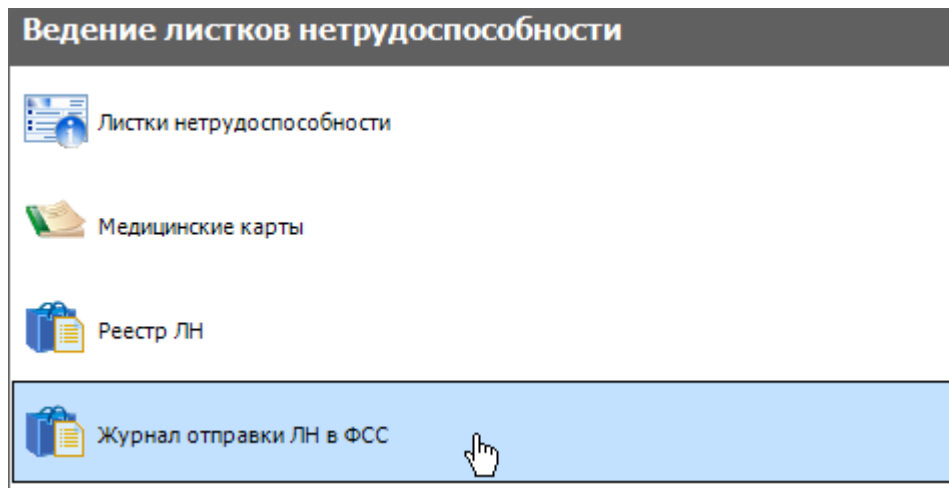 Ведение листков нетрудоспособности
Листки нетрудоспособности
Медицинские карты
Реестр ЛН
Журнал отправки ЛН в ФСС